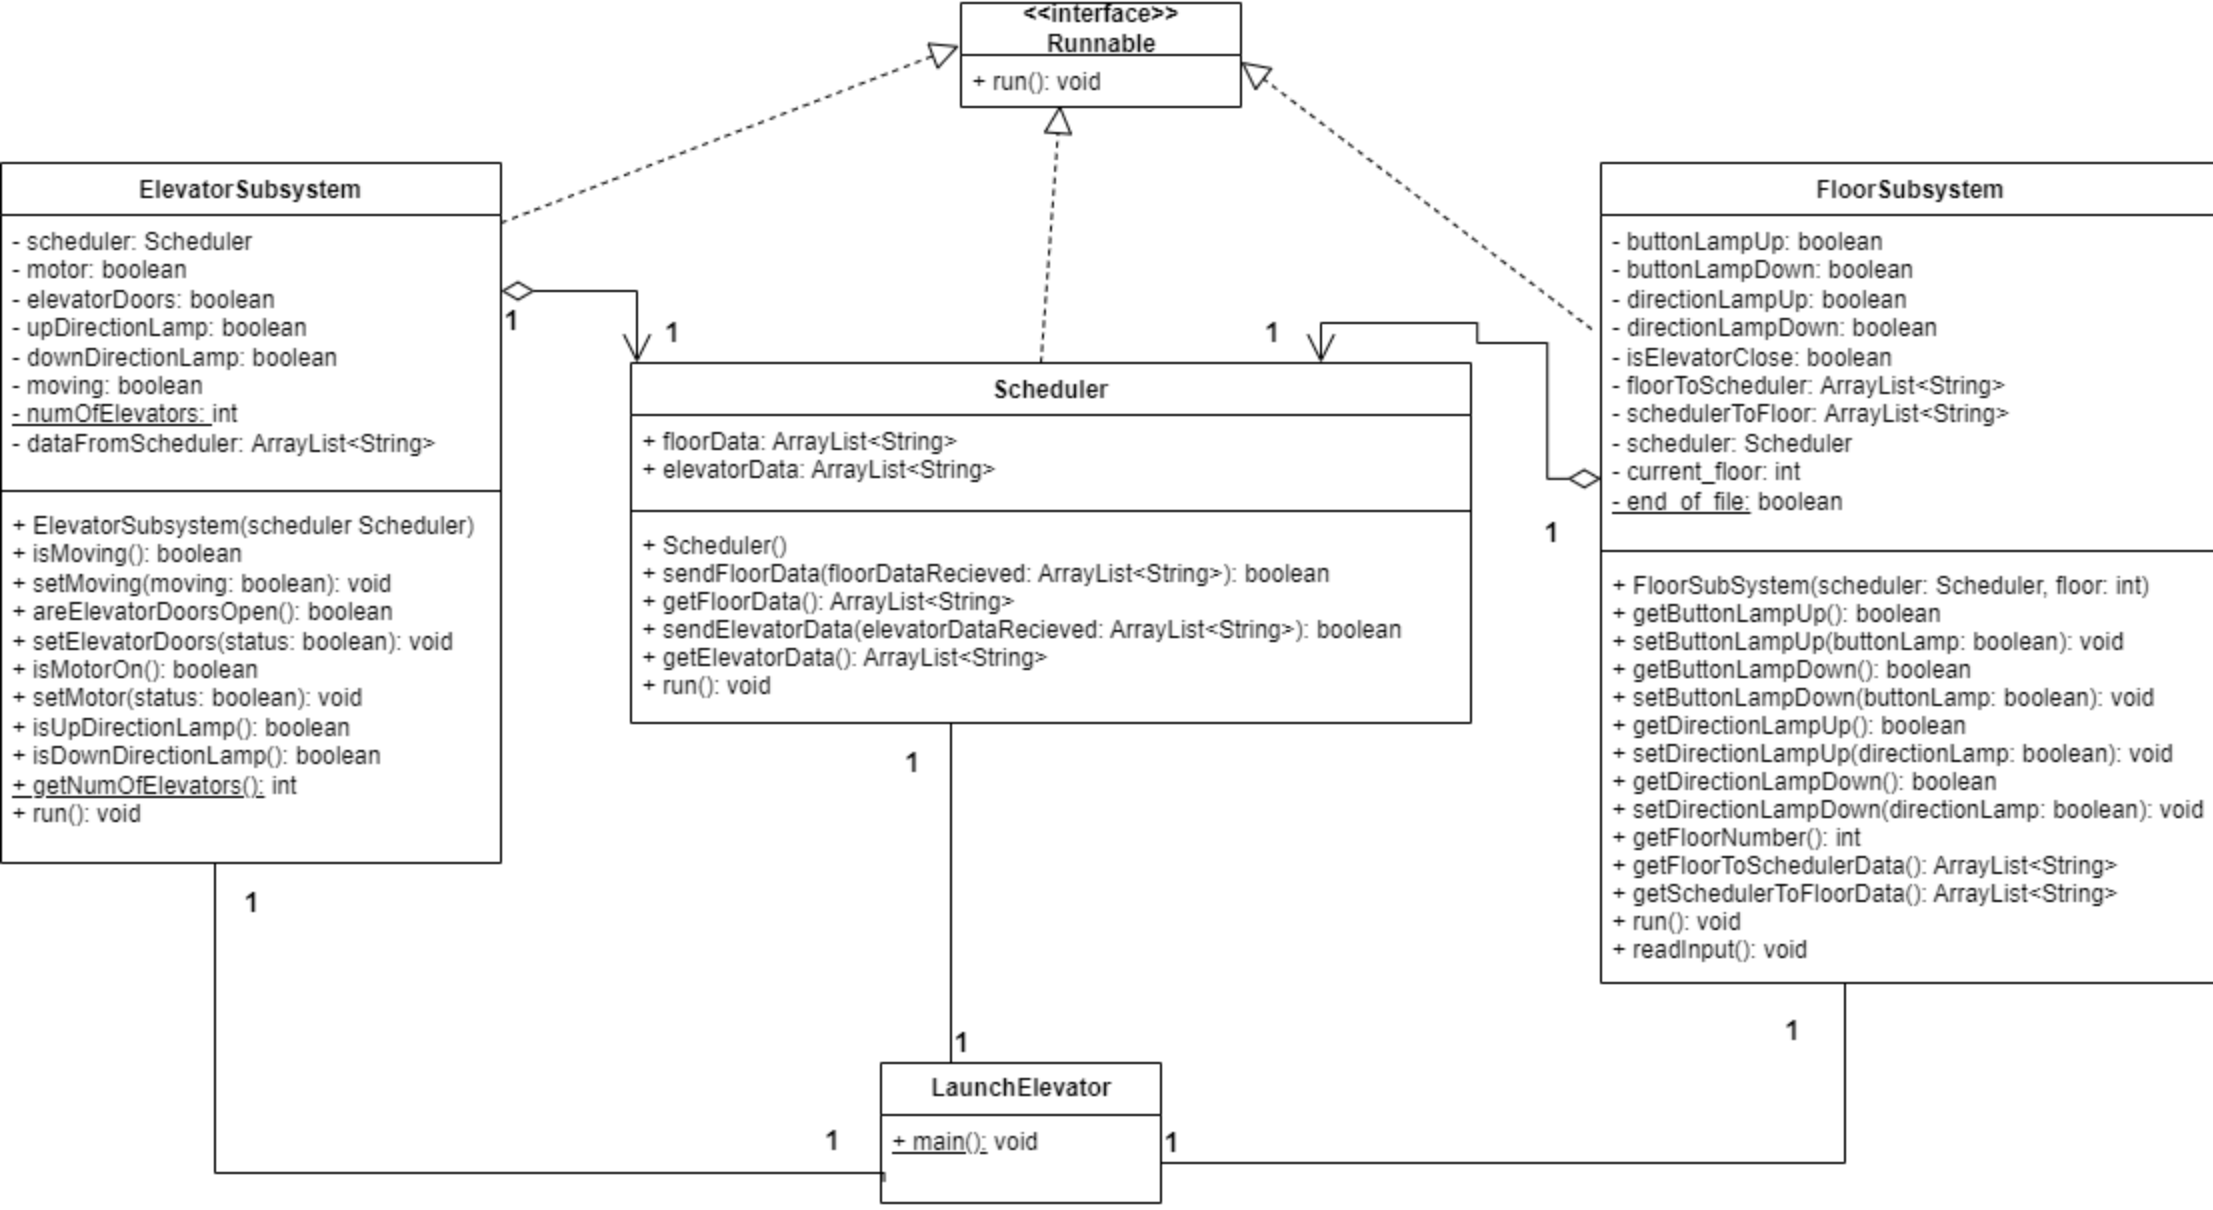 <<interface>>
Runnable
+ run(): void
ElevatorSubsystem
- scheduler: Scheduler
- motor: boolean
- elevatorDoors: boolean
- upDirectionLamp: boolean
- downDirectionLamp: boolean
- moving: boolean
- numOfElevators: int
- dataFromScheduler: ArrayList<String>
+ ElevatorSubsystem(scheduler Scheduler)
+ isMoving(): boolean
+ setMoving(moving: boolean): void
+ areElevatorDoorsOpen(): boolean
+ setElevatorDoors(status: boolean): void
+ isMotorOn(): boolean
+ setMotor(status: boolean): void
+ isUpDirectionLamp(): boolean
+ isDownDirectionLamp(): boolean
+ getNumOfElevators(): int
+ run(): void
1
1
1
1
Scheduler
+ floorData: ArrayList<String>
+ elevatorData: ArrayList<String>
+ Scheduler()
+ sendFloorData(floorDataRecieved: ArrayList<String>): boolean
+ getFloorData(): ArrayList<String>
+ sendElevatorData(elevatorDataRecieved: ArrayList<String>): boolean
+ getElevatorData(): ArrayList<String>
+ run(): void
FloorSubsystem
- buttonLampUp: boolean
- buttonLampDown: boolean
- directionLampUp: boolean
- directionLampDown: boolean
- isElevatorClose: boolean
- floorToScheduler: ArrayList<String>
- schedulerToFloor: ArrayList<String>
- scheduler: Scheduler
- current_floor: int
- end_of_file: boolean
+ FloorSubSystem(scheduler: Scheduler, floor: int)
+ getButtonLampUp(): boolean
+ setButtonLampUp(buttonLamp: boolean): void
+ getButtonLampDown(): boolean
+ setButtonLampDown(buttonLamp: boolean): void
+ getDirectionLampUp(): boolean
+ setDirectionLampUp(directionLamp: boolean): void
+ getDirectionLampDown(): boolean
+ setDirectionLampDown(directionLamp: boolean): void
+ getFloorNumber(): int
+ getFloorToSchedulerData(): ArrayList<String>
+ getSchedulerToFloorData(): ArrayList<String>
+ run(): void
+ readInput(): void
1
1
1
1
1
1
LaunchElevator
+ main(): void